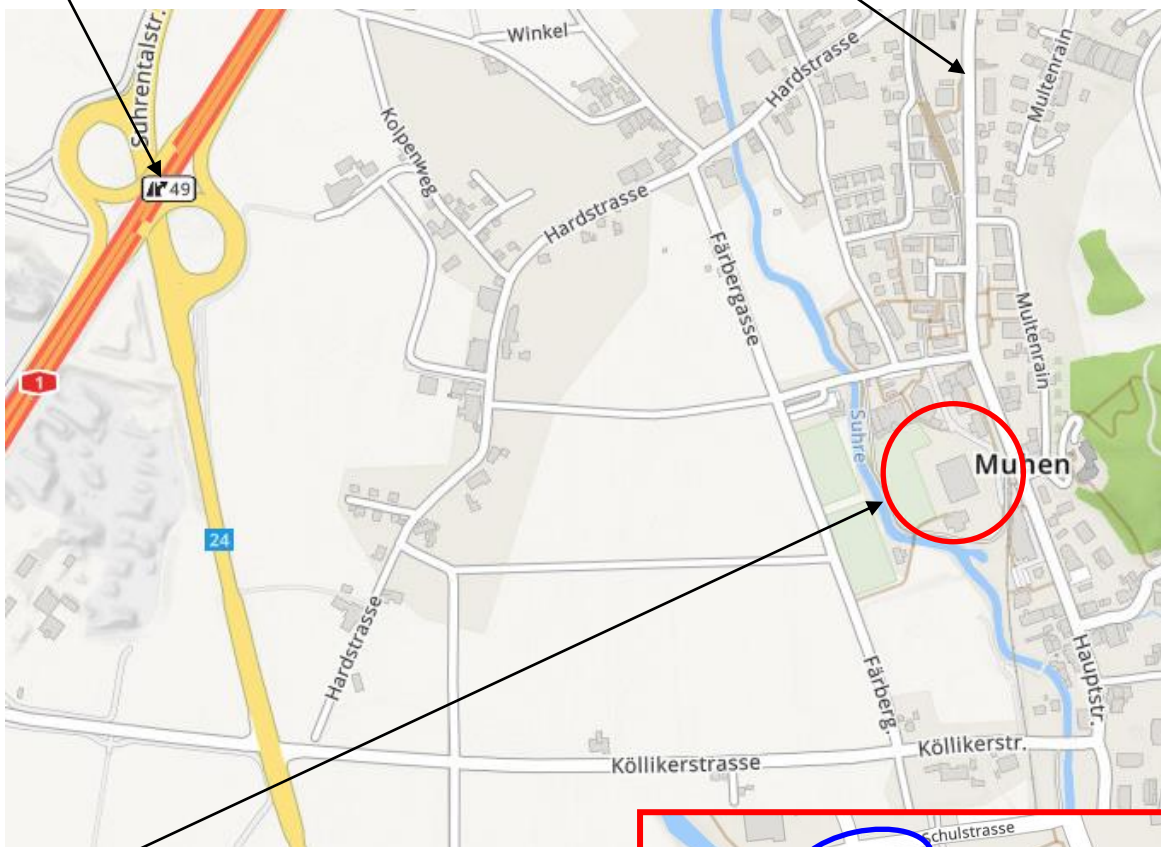 Suhrentalstr.
Winkel
Hardstrasse
Multenrain
Kolpenweg
49
Hardstrasse
Färbergasse
Multenrain
1
Suhre
Muhen
24
Hardstrasse
Färberg.
Hauptstr.
Köllikerstrasse
Köllikerstr.
Schulstrasse